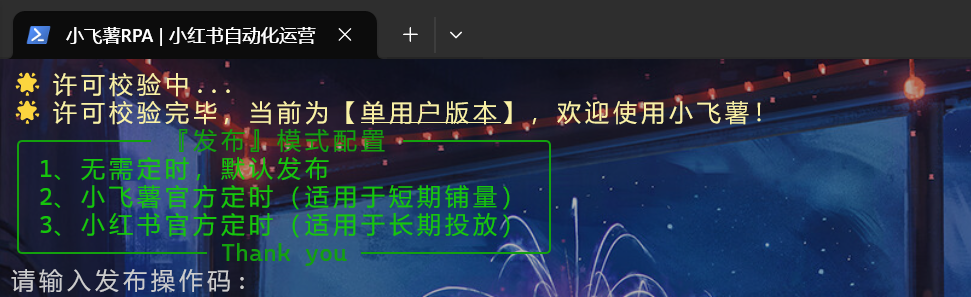 小飞薯RPA | 小红书自动化运营
许可校验中...
许可校验完毕，当前为【单用户版本】，欢迎使用小飞薯！
『发布』模式配置
1、无需定时，默认发布
2、小飞薯官方定时（适用于短期铺量）
3、小红书官方定时（适用于长期投放）
Thank you
请输入发布操作码：